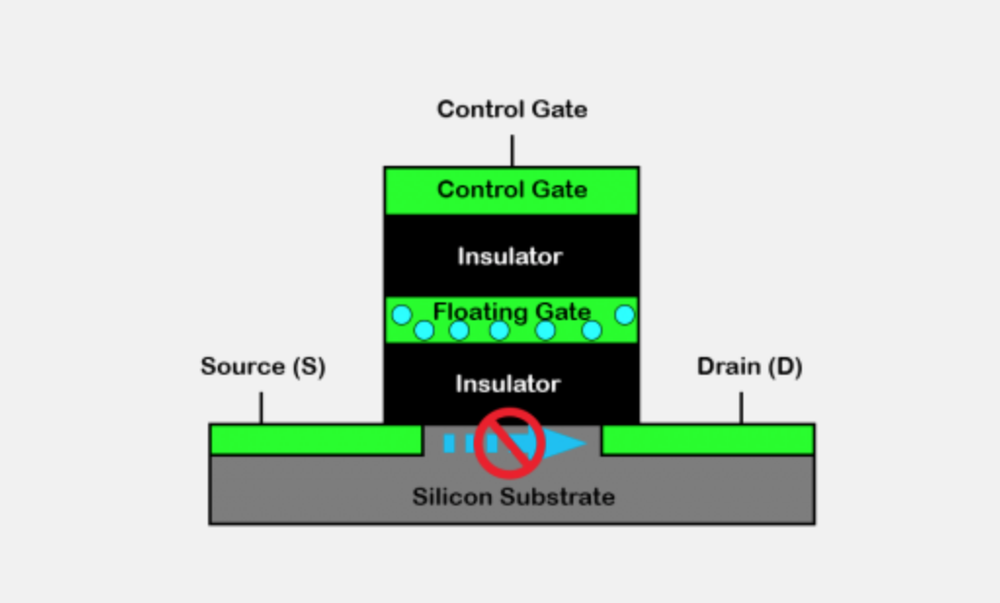 Control Gate
Control Gate
Insulator
Floating Gate
Source (S)
Drain (D)
Insulator
Silicon Substrate